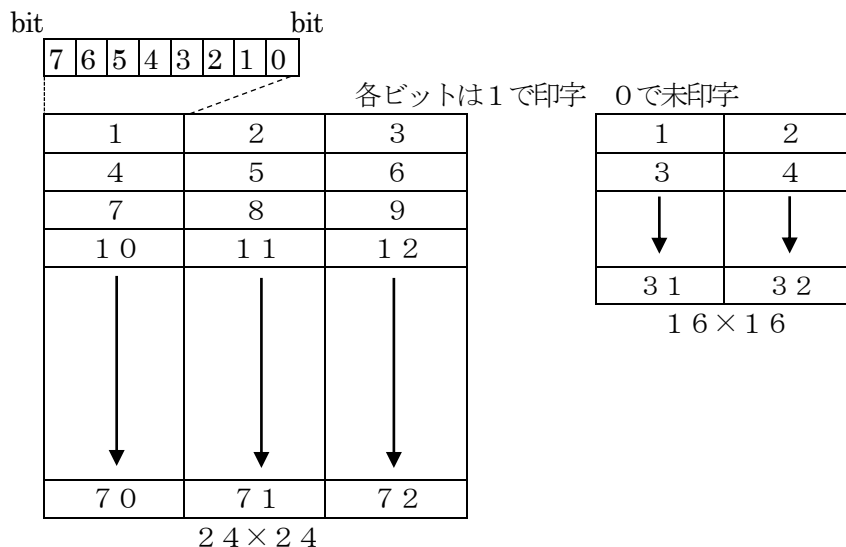 bit bit
7 6 5 4 3 2 1 0
各ビットは１で印字　０で未印字
１ ２ ３
４ ５ ６
７ ８ ９
１０ １１ １２
７０ ７１ ７２
２４×２４
１ ２
３ ４
３１ ３２
１６×１６